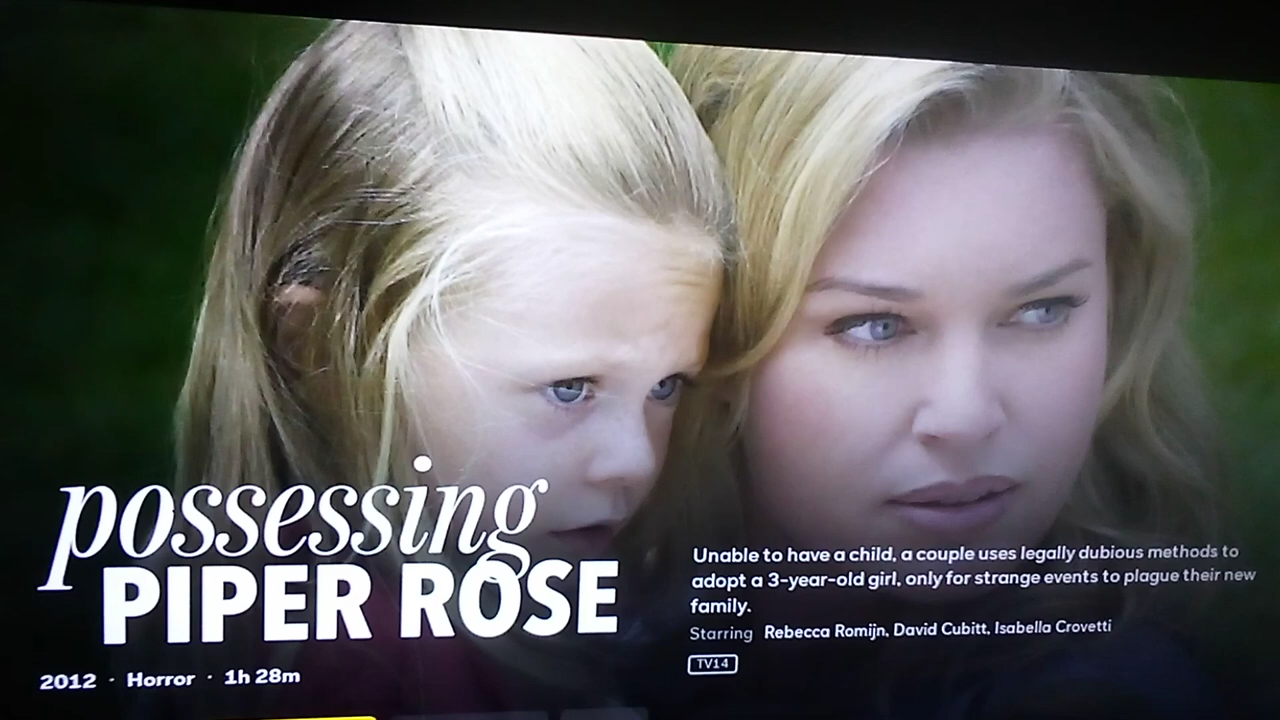 possessing
PIPER ROSE
2012 · Horror · 1h 28m
Unable to have a child, a couple uses legally dubious methods to
adopt a 3-year-old girl, only for strange events to plague their new
family.
Starring Rebecca Romijn, David Cubitt, Isabella Crovetti
TV14